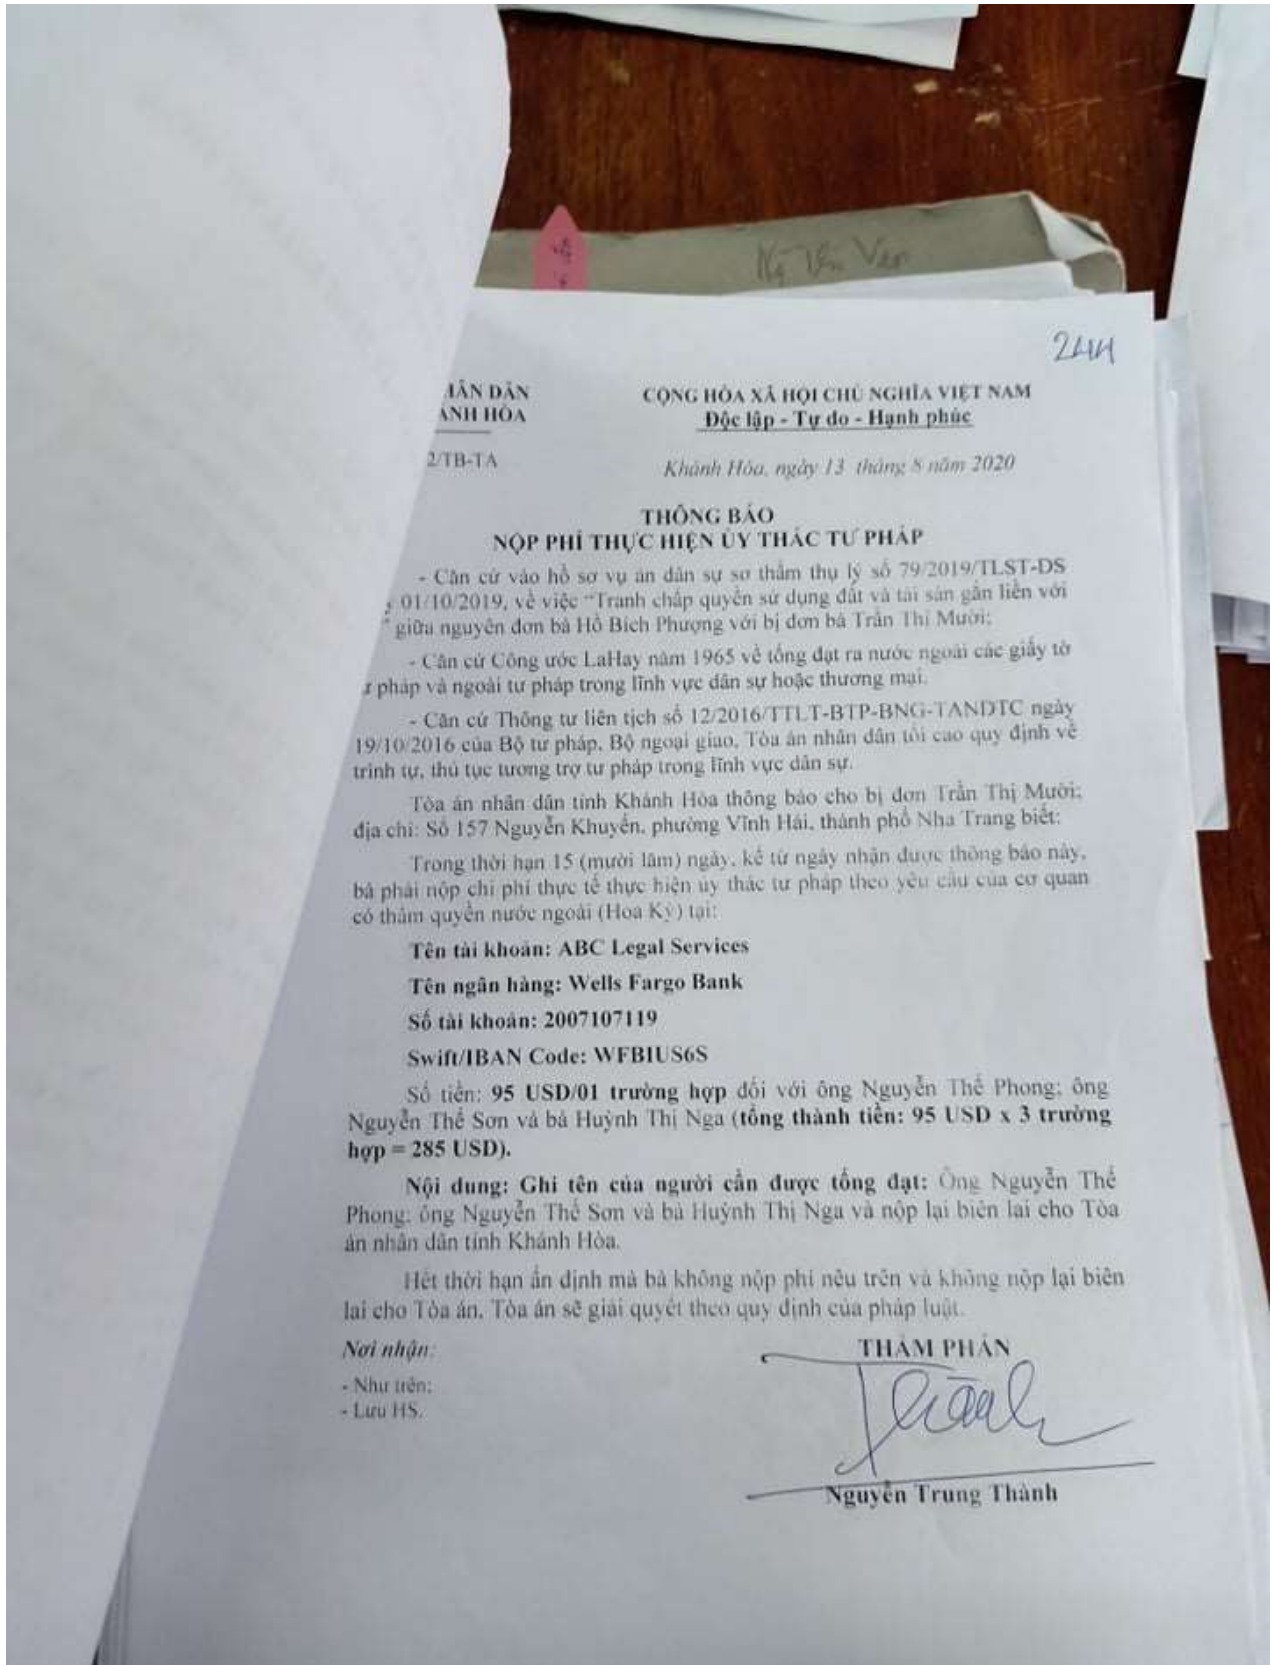 Ký Tên Ven
244
HÂN DÂN
ÁNH HÒA
CỘNG HÒA XÃ HỘI CHỦ NGHĨA VIỆT NAM
Độc lập - Tự do - Hạnh phúc
2/TB-TA
Khánh Hòa, ngày 13 tháng 8 năm 2020
THÔNG BÁO
NỘP PHÍ THỰC HIỆN ỦY THÁC TƯ PHÁP
- Căn cứ vào hồ sơ vụ án dân sự sơ thẩm thụ lý số 79/2019/TLST-DS
01/10/2019, về việc “Tranh chấp quyền sử dụng đất và tài sản gắn liền với
” giữa nguyên đơn bà Hồ Bích Phượng với bị đơn bà Trần Thị Mười;
- Căn cứ Công ước LaHay năm 1965 về tống đạt ra nước ngoài các giấy tờ
pháp và ngoài tư pháp trong lĩnh vực dân sự hoặc thương mại.
- Căn cứ Thông tư liên tịch số 12/2016/TTLT-BTP-BNG-TANDTC ngày
19/10/2016 của Bộ tư pháp, Bộ ngoại giao, Tòa án nhân dân tối cao quy định về
trình tự, thủ tục tương trợ tư pháp trong lĩnh vực dân sự.
Tòa án nhân dân tỉnh Khánh Hòa thông báo cho bị đơn Trần Thị Mười;
địa chỉ: Số 157 Nguyễn Khuyến, phường Vĩnh Hải, thành phố Nha Trang biết:
Trong thời hạn 15 (mười lăm) ngày, kể từ ngày nhận được thông báo này,
bà phải nộp chi phí thực tế thực hiện ủy thác tư pháp theo yêu cầu của cơ quan
có thẩm quyền nước ngoài (Hoa Kỳ) tại:
Tên tài khoản: ABC Legal Services
Tên ngân hàng: Wells Fargo Bank
Số tài khoản: 2007107119
Swift/IBAN Code: WFBIUS6S
Số tiền: 95 USD/01 trường hợp đối với ông Nguyễn Thế Phong; ông
Nguyễn Thế Sơn và bà Huỳnh Thị Nga (tổng thành tiền: 95 USD x 3 trường
hợp = 285 USD).
Nội dung: Ghi tên của người cần được tống đạt: Ông Nguyễn Thế
Phong; ông Nguyễn Thế Sơn và bà Huỳnh Thị Nga và nộp lại biên lai cho Tòa
án nhân dân tỉnh Khánh Hòa.
Hết thời hạn ấn định mà bà không nộp phí nêu trên và không nộp lại biên
lai cho Tòa án, Tòa án sẽ giải quyết theo quy định của pháp luật.
Nơi nhận:
- Như trên;
- Lưu HS.
THẨM PHÁN
Nguyễn Trung Thành